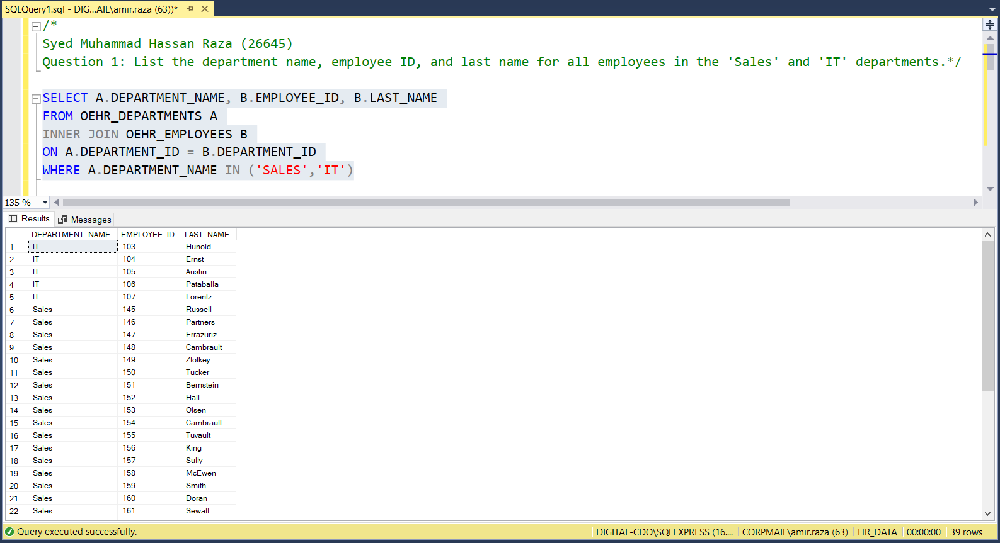 SQLQuery1.sql - DIG...AIL\amir.raza (63))*
/*
Syed Muhammad Hassan Raza (26645)
Question 1: List the department name, employee ID, and last name for all employees in the 'Sales' and 'IT' departments.*/
SELECT A.DEPARTMENT_NAME, B.EMPLOYEE_ID, B.LAST_NAME
FROM OEHR_DEPARTMENTS A
INNER JOIN OEHR_EMPLOYEES B
ON A.DEPARTMENT_ID = B.DEPARTMENT_ID
WHERE A.DEPARTMENT_NAME IN ('SALES','IT')
135 %
Results Messages
DEPARTMENT_NAME EMPLOYEE_ID LAST_NAME
1 IT 103 Hunold
2 IT 104 Ernst
3 IT 105 Austin
4 IT 106 Pataballa
5 IT 107 Lorentz
6 Sales 145 Russell
7 Sales 146 Partners
8 Sales 147 Errazuriz
9 Sales 148 Cambrault
10 Sales 149 Zlotkey
11 Sales 150 Tucker
12 Sales 151 Bernstein
13 Sales 152 Hall
14 Sales 153 Olsen
15 Sales 154 Cambrault
16 Sales 155 Tuvault
17 Sales 156 King
18 Sales 157 Sully
19 Sales 158 McEwen
20 Sales 159 Smith
21 Sales 160 Doran
22 Sales 161 Sewall
Query executed successfully. DIGITAL-CDO\SQLEXPRESS (16.... CORPMAIL\amir.raza (63) HR_DATA 00:00:00 39 rows